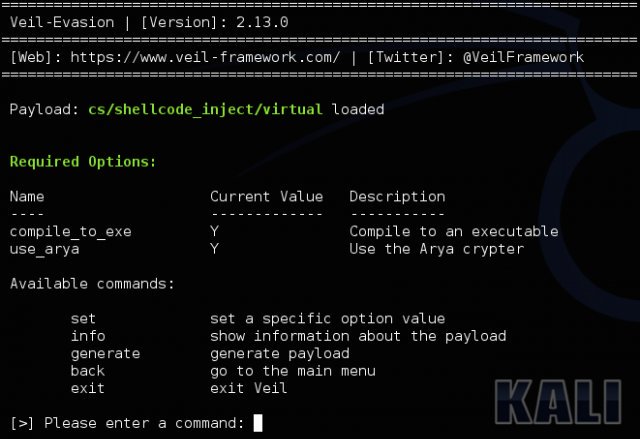 =========================================================================
Veil-Evasion | [Version]: 2.13.0
=========================================================================
[Web]: https://www.veil-framework.com/ | [Twitter]: @VeilFramework
=========================================================================
Payload: cs/shellcode_inject/virtual loaded
Required Options:
Name Current Value Description
---- ------------- -----------
compile_to_exe Y Compile to an executable
use_arya Y Use the Arya crypter
Available commands:
set set a specific option value
info show information about the payload
generate generate payload
back go to the main menu
exit exit Veil
[>] Please enter a command:
KALI